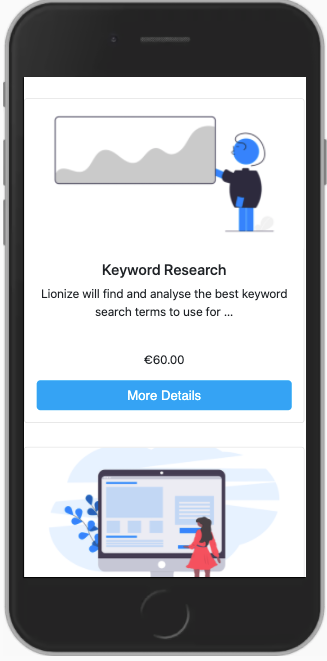 Keyword Research
Lionize will find and analyse the best keyword
search terms to use for ...
€60.00
More Details